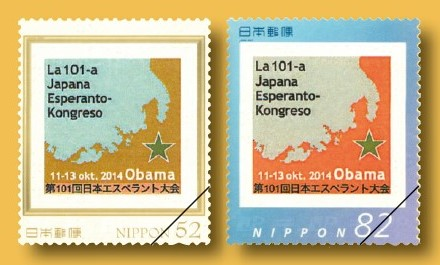 La 101-a
Japana
Esperanto-
Kongreso
11-13 okt. 2014 Obama
第101回日本エスペラント大会
日本郵便 NIPPON 52
日本郵便
La 101-a
Japana
Esperanto-
Kongreso
11-13 okt. 2014 Obama
第101回日本エスペラント大会
NIPPON 82